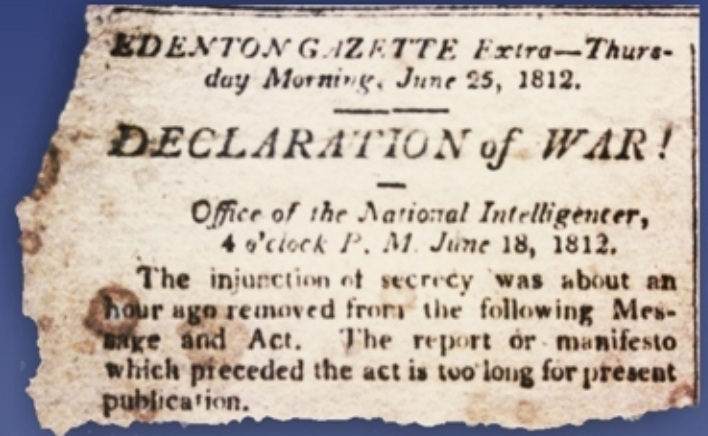 EDENTON GAZETTE Extra—Thurs-
day Morning, June 25, 1812.
DECLARATION of WAR!
Office of the National Intelligencer,
4 o'clock P. M. June 18, 1812.
The injunction of secrecy was about an
hour ago removed from the following Mes-
sage and Act. The report or manifesto
which preceded the act is too long for present
publication.